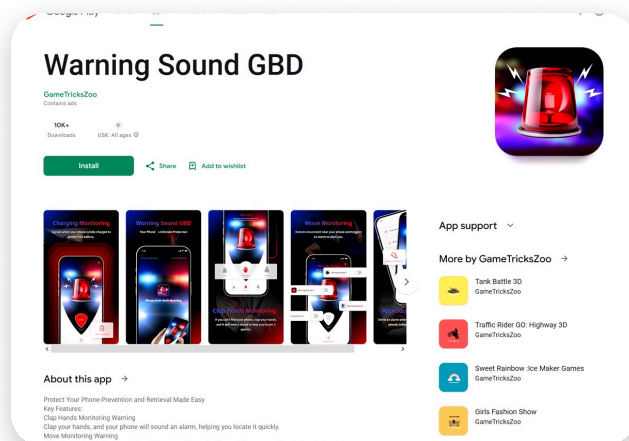 Warning Sound GBD
GameTricksZoo
Contains ads
10K+
Downloads
USK: All ages
Install
Share
Add to wishlist
Charging Monitoring
Warning Sound GBD
Move Monitoring
Clap Hands Monitoring
App support
More by GameTricksZoo
Tank Battle 3D
GameTricksZoo
Traffic Rider GO: Highway 3D
GameTricksZoo
Sweet Rainbow :Ice Maker Games
GameTricksZoo
Girls Fashion Show
GameTricksZoo
About this app
Protect Your Phone-Prevention and Retrieval Made Easy
Key Features:
Clap Hands Monitoring Warning
Clap your hands, and your phone will sound an alarm, helping you locate it quickly.
Move Monitoring Warning